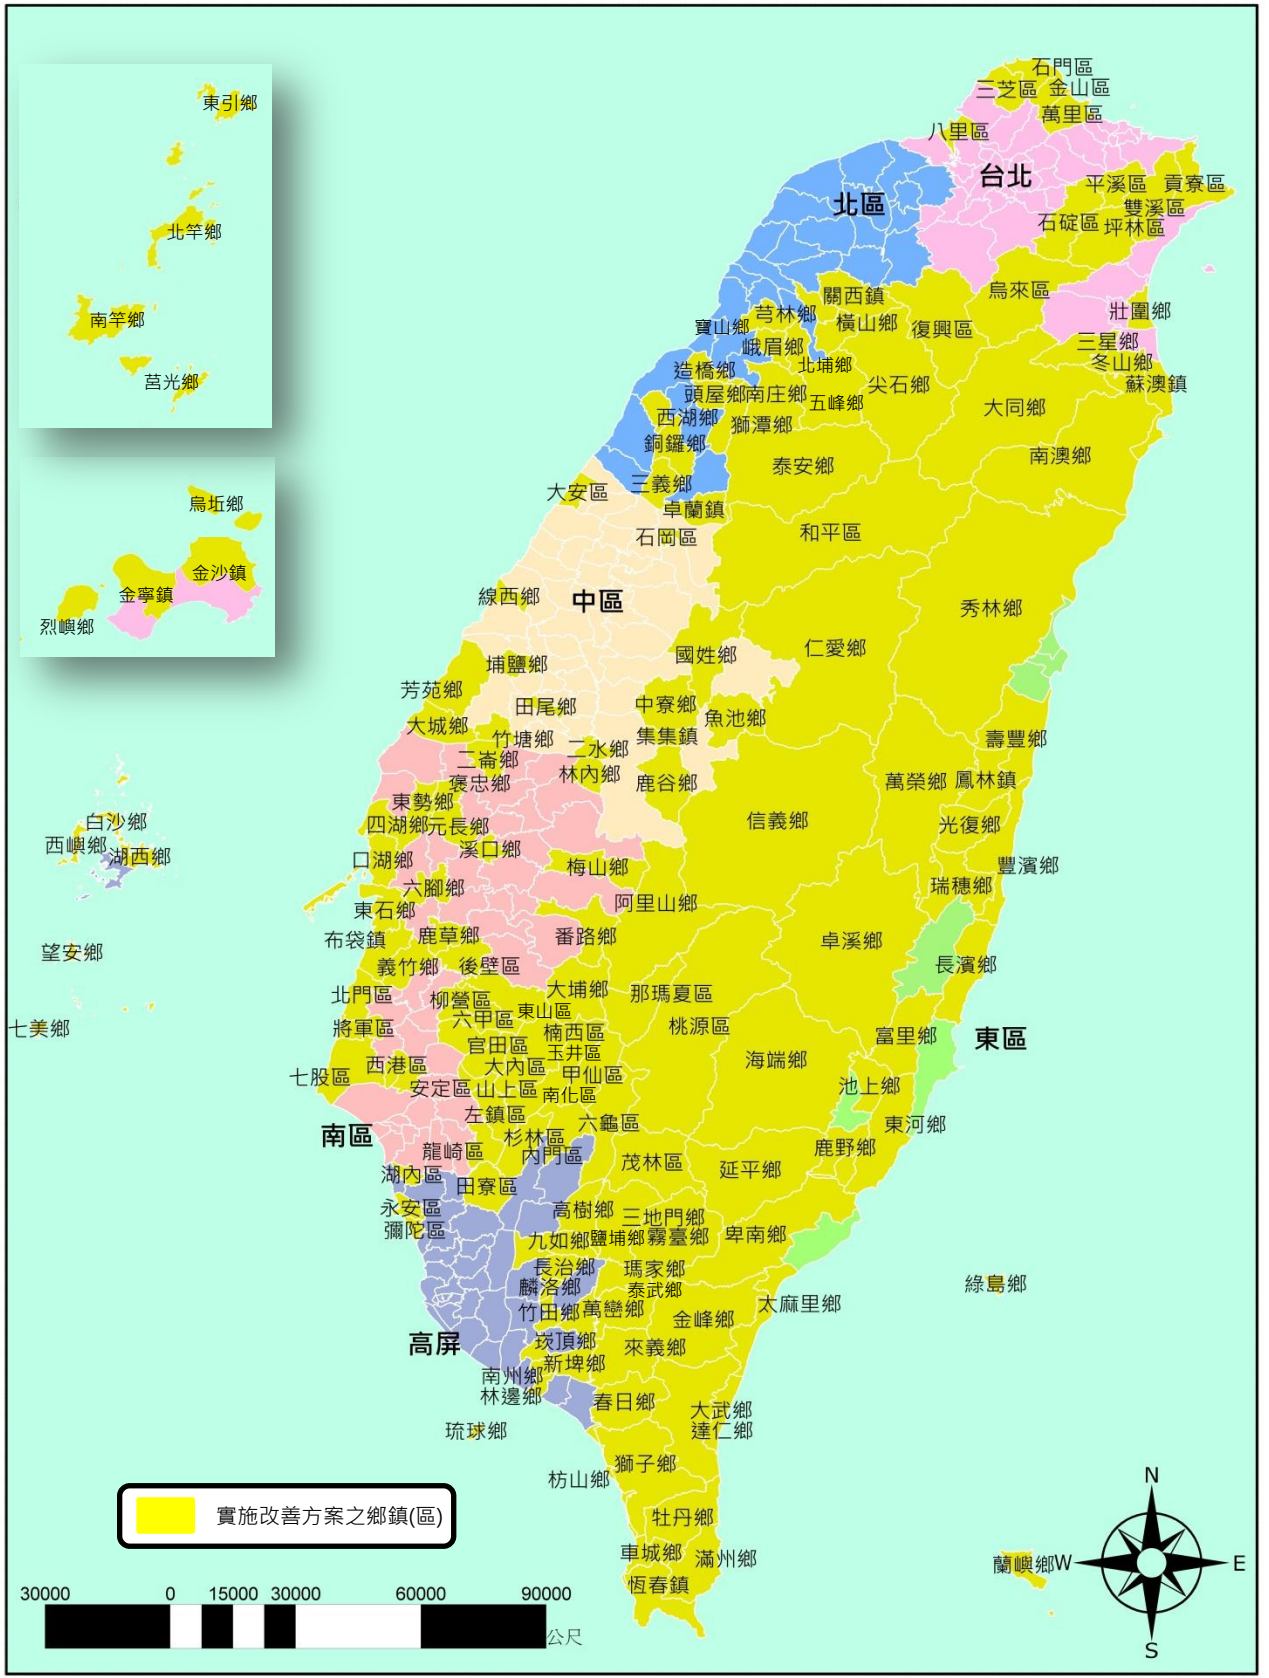 東引鄉
北竿鄉
南竿鄉
莒光鄉
烏坵鄉
金沙鎮
金寧鎮
烈嶼鄉
石門區
三芝區
金山區
萬里區
八里區
台北
平溪區
貢寮區
雙溪區
石碇區
坪林區
北區
烏來區
關西鎮
壯圍鄉
芎林鄉
寶山鄉
橫山鄉
復興區
三星鄉
峨眉鄉
冬山鄉
北埔鄉
造橋鄉
尖石鄉
蘇澳鎮
頭屋鄉
南庄鄉
五峰鄉
大同鄉
西湖鄉
獅潭鄉
銅鑼鄉
南澳鄉
泰安鄉
三義鄉
大安區
卓蘭鎮
石岡區
和平區
線西鄉
中區
秀林鄉
仁愛鄉
國姓鄉
埔鹽鄉
芳苑鄉
田尾鄉
中寮鄉
魚池鄉
大城鄉
竹塘鄉
集集鎮
壽豐鄉
二水鄉
二崙鄉
林內鄉
褒忠鄉
鹿谷鄉
萬榮鄉
鳳林鎮
東勢鄉
四湖鄉
元長鄉
信義鄉
光復鄉
白沙鄉
西嶼鄉
湖西鄉
溪口鄉
口湖鄉
梅山鄉
豐濱鄉
六腳鄉
瑞穗鄉
阿里山鄉
東石鄉
布袋鎮
鹿草鄉
番路鄉
卓溪鄉
望安鄉
義竹鄉
後壁區
長濱鄉
北門區
柳營區
大埔鄉
那瑪夏區
東山區
六甲區
七美鄉
將軍區
楠西區
桃源區
富里鄉
東區
官田區
玉井區
海端鄉
西港區
大內區
七股區
甲仙區
安定區
山上區
南化區
池上鄉
左鎮區
六龜區
東河鄉
南區
杉林區
龍崎區
內門區
鹿野鄉
茂林區
延平鄉
湖內區
田寮區
永安區
高樹鄉
三地門鄉
彌陀區
九如鄉
鹽埔鄉
霧臺鄉
卑南鄉
長治鄉
瑪家鄉
麟洛鄉
泰武鄉
綠島鄉
竹田鄉
萬巒鄉
太麻里鄉
金峰鄉
高屏
崁頂鄉
來義鄉
新埤鄉
南州鄉
林邊鄉
春日鄉
大武鄉
琉球鄉
達仁鄉
獅子鄉
枋山鄉
牡丹鄉
車城鄉
滿州鄉
恆春鎮
蘭嶼鄉
N
W
E
S
實施改善方案之鄉鎮(區)
30000 0 15000 30000 60000 90000
公尺